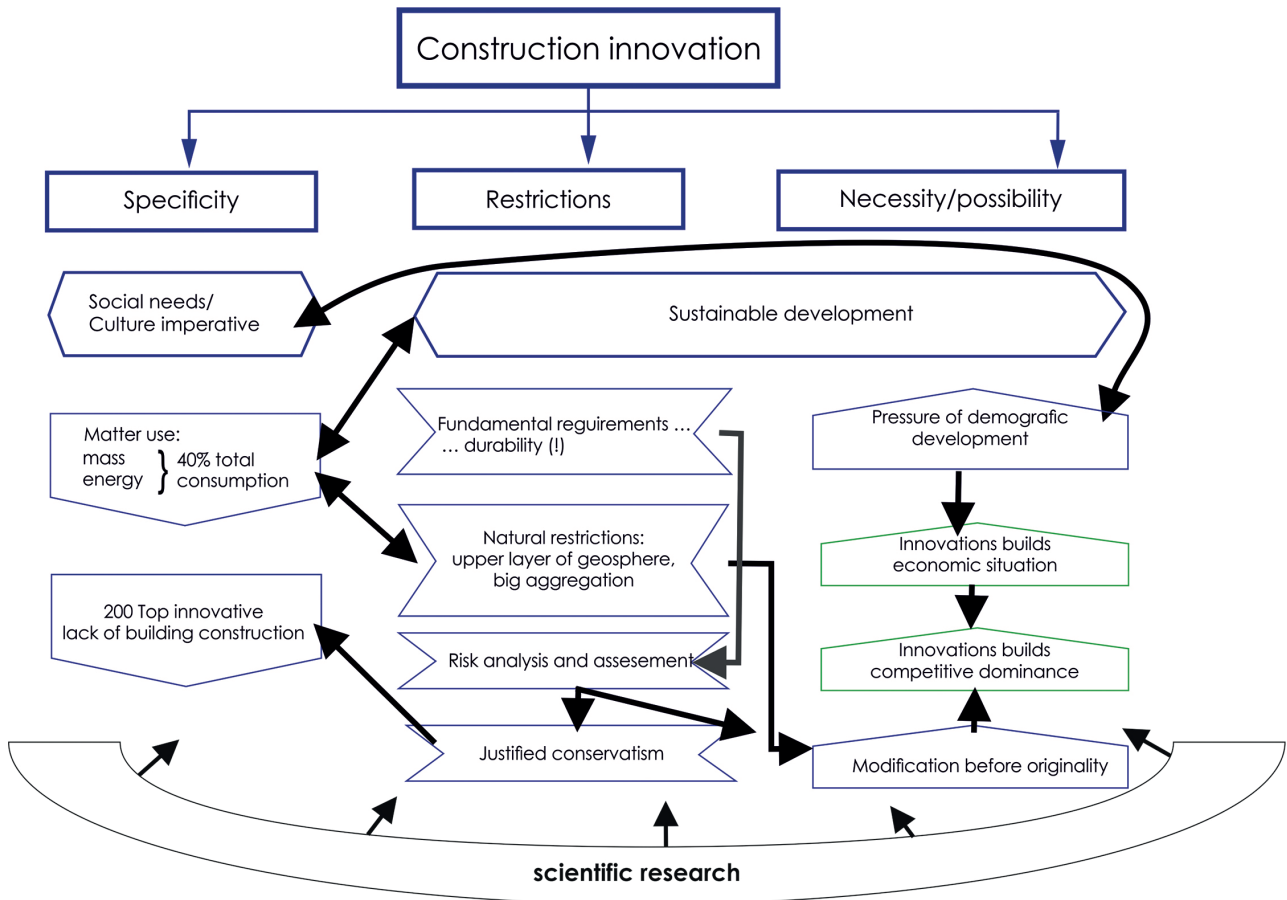 Construction innovation
Specificity
Restrictions
Necessity/possibility
Social needs/
Culture imperative
Sustainable development
Matter use:
mass
energy
} 40% total
consumption
Fundamental reguirements ...
... durability (!)
Pressure of demografic
development
Natural restrictions:
upper layer of geosphere,
big aggregation
Innovations builds
economic situation
200 Top innovative
lack of building construction
Risk analysis and assesement
Innovations builds
competitive dominance
Justified conservatism
Modification before originality
scientific research